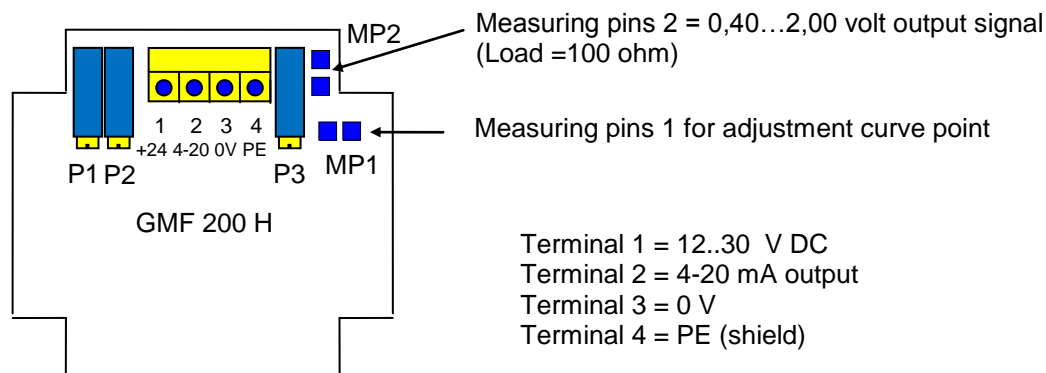 MP2
Measuring pins 2 = 0,40…2,00 volt output signal
(Load =100 ohm)
1 2 3 4
+24 4-20 0V PE
Measuring pins 1 for adjustment curve point
P1 P2 P3 MP1
GMF 200 H
Terminal 1 = 12..30 V DC
Terminal 2 = 4-20 mA output
Terminal 3 = 0 V
Terminal 4 = PE (shield)